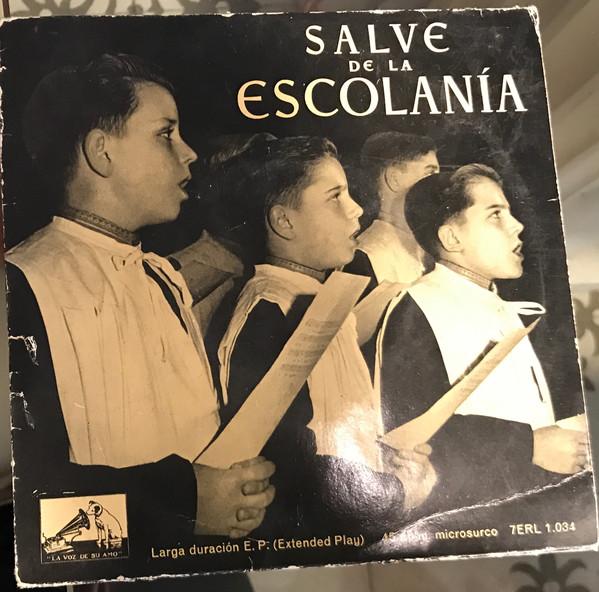 SALVE
DE LA
ESCOLANÍA
"LA VOZ DE SU AMO"
Larga duración E. P. (Extended Play) 45 r.p.m. microsurco 7ERL 1.034